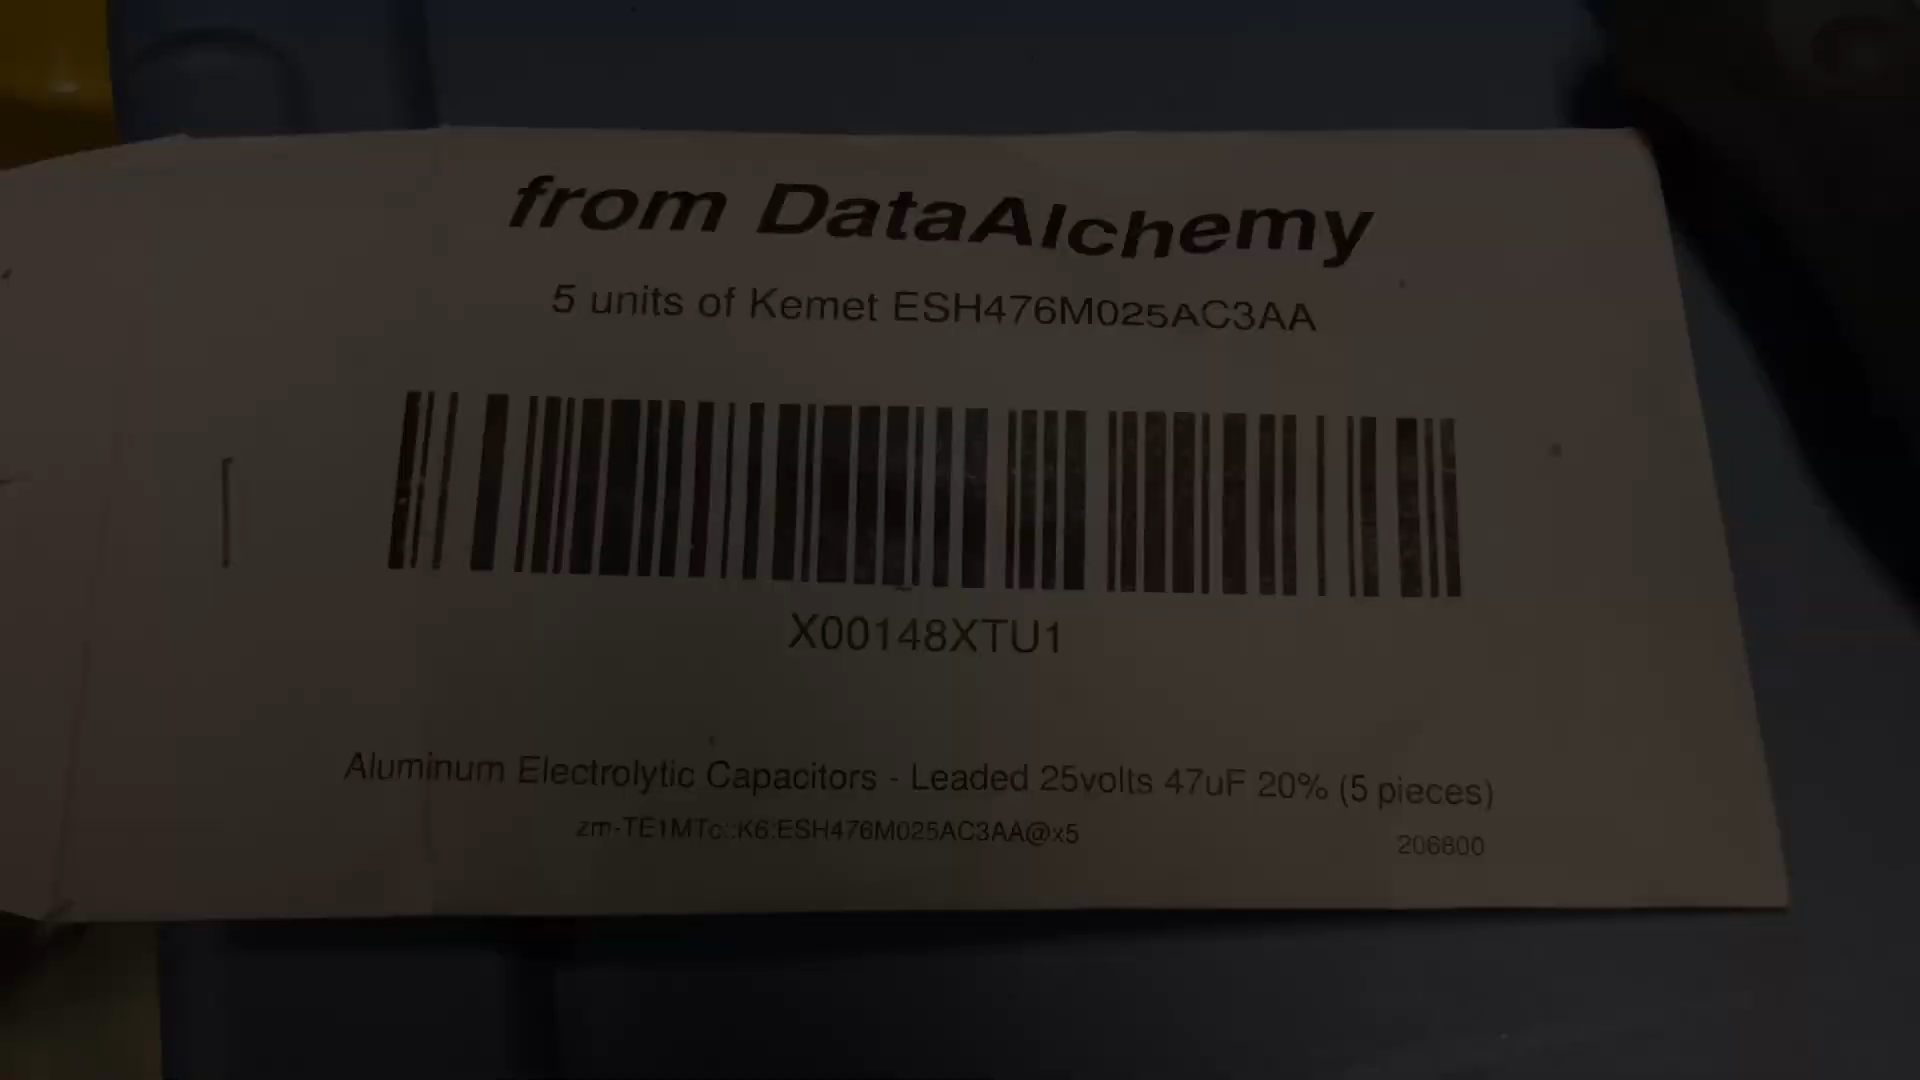 from DataAlchemy
5 units of Kemet ESH476M025AC3AA
X00148XTU1
Aluminum Electrolytic Capacitors - Leaded 25volts 47uF 20% (5 pieces)
zm-TE1MTc::K6:ESH476M025AC3AA@x5
206800